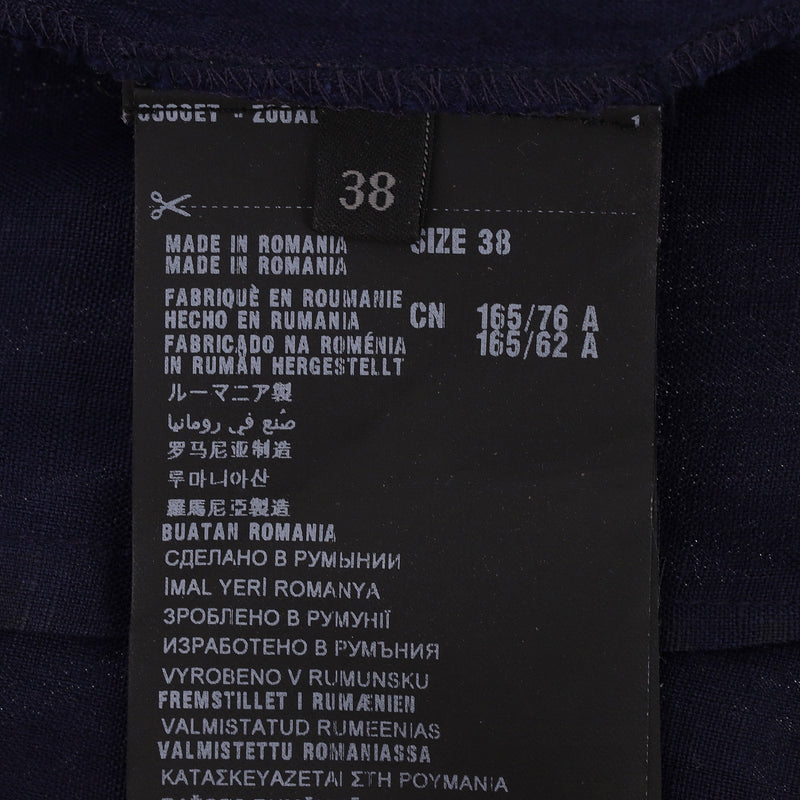 38
SIZE 38
MADE IN ROMANIA
MADE IN ROMANIA
FABRIQUÈ EN ROUMANIE
HECHO EN RUMANIA
CN 165/76 A
165/62 A
FABRICADO NA ROMÉNIA
IN RUMÄN HERGESTELLT
ルーマニア製
صُنع في رومانيا
罗马尼亚制造
루마니아산
羅馬尼亞製造
BUATAN ROMANIA
СДЕЛАНО В РУМЫНИИ
İMAL YERİ ROMANYA
ЗРОБЛЕНО В РУМУНІЇ
ИЗРАБОТЕНО В РУМЪНИЯ
VYROBENO V RUMUNSKU
FREMSTILLET I RUMÆNIEN
VALMISTATUD RUMEENIAS
VALMISTETTU ROMANIASSA
ΚΑΤΑΣΚΕΥΑΖΕΤΑΙ ΣΤΗ ΡΟΥΜΑΝΙΑ